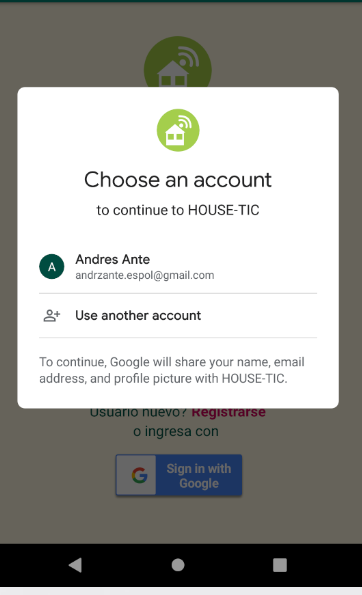 Choose an account
to continue to HOUSE-TIC
A
Andres Ante
andrzante.espol@gmail.com
Use another account
To continue, Google will share your name, email
address, and profile picture with HOUSE-TIC.
Usuario nuevo? Registrarse
o ingresa con
G
Sign in with
Google